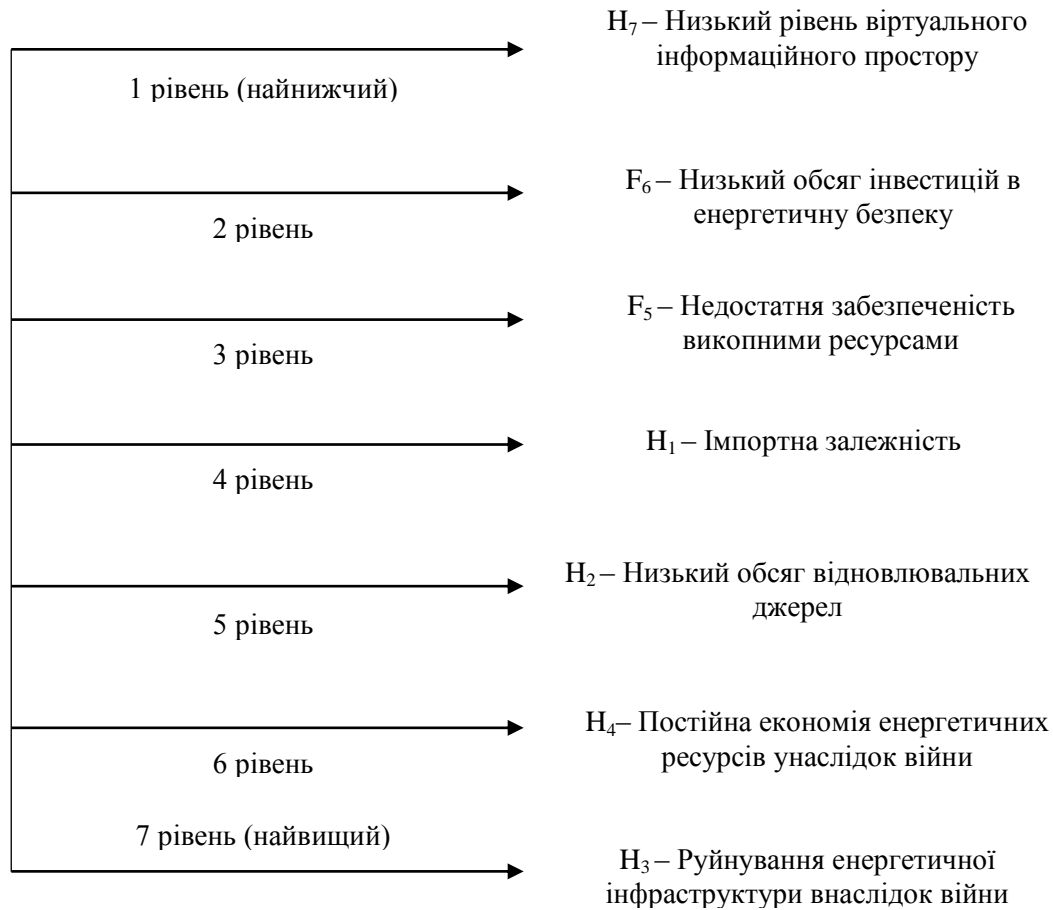 H₇ – Низький рівень віртуального
інформаційного простору
1 рівень (найнижчий)
F₆ – Низький обсяг інвестицій в
енергетичну безпеку
2 рівень
F₅ – Недостатня забезпеченість
викопними ресурсами
3 рівень
H₁ – Імпортна залежність
4 рівень
H₂ – Низький обсяг відновлювальних
джерел
5 рівень
H₄– Постійна економія енергетичних
ресурсів унаслідок війни
6 рівень
7 рівень (найвищий)
H₃ – Руйнування енергетичної
інфраструктури внаслідок війни